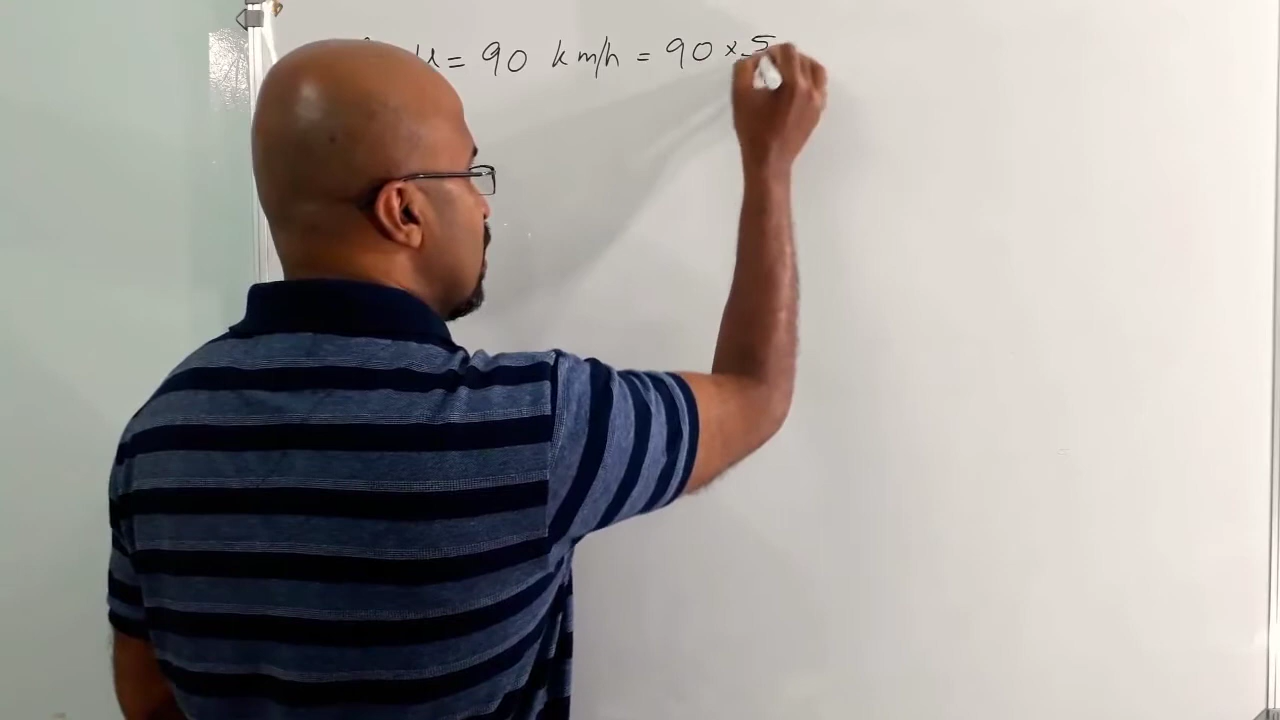 u = 90 km/h = 90 × 5